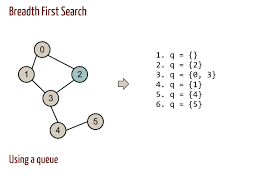 Breadth First Search
0
1
2
3
4
5
1. q = {}
2. q = {2}
3. q = {0, 3}
4. q = {1}
5. q = {4}
6. q = {5}
Using a queue